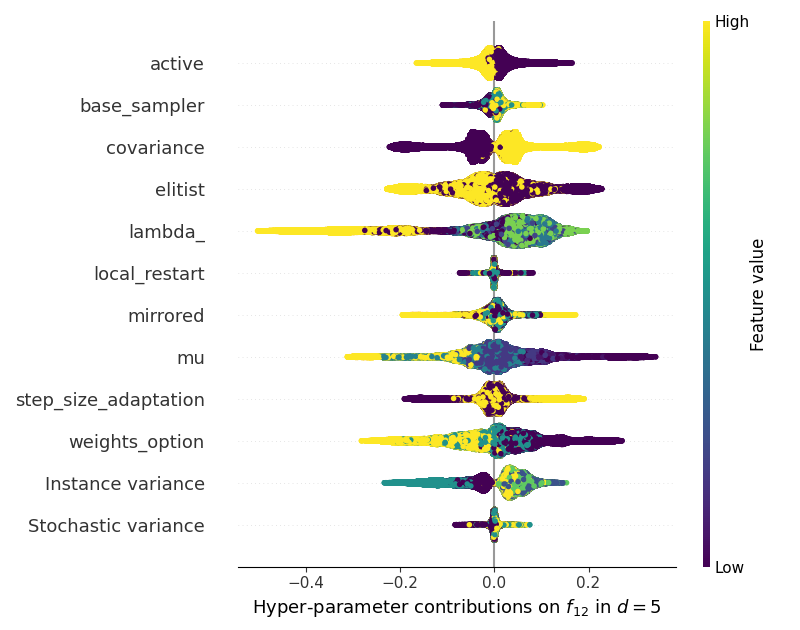 High
active
base_sampler
covariance
elitist
lambda_
local_restart
mirrored
mu
step_size_adaptation
weights_option
Instance variance
Stochastic variance
Feature value
Low
−0.4 −0.2 0.0 0.2
Hyper-parameter contributions on f₁₂ in d = 5